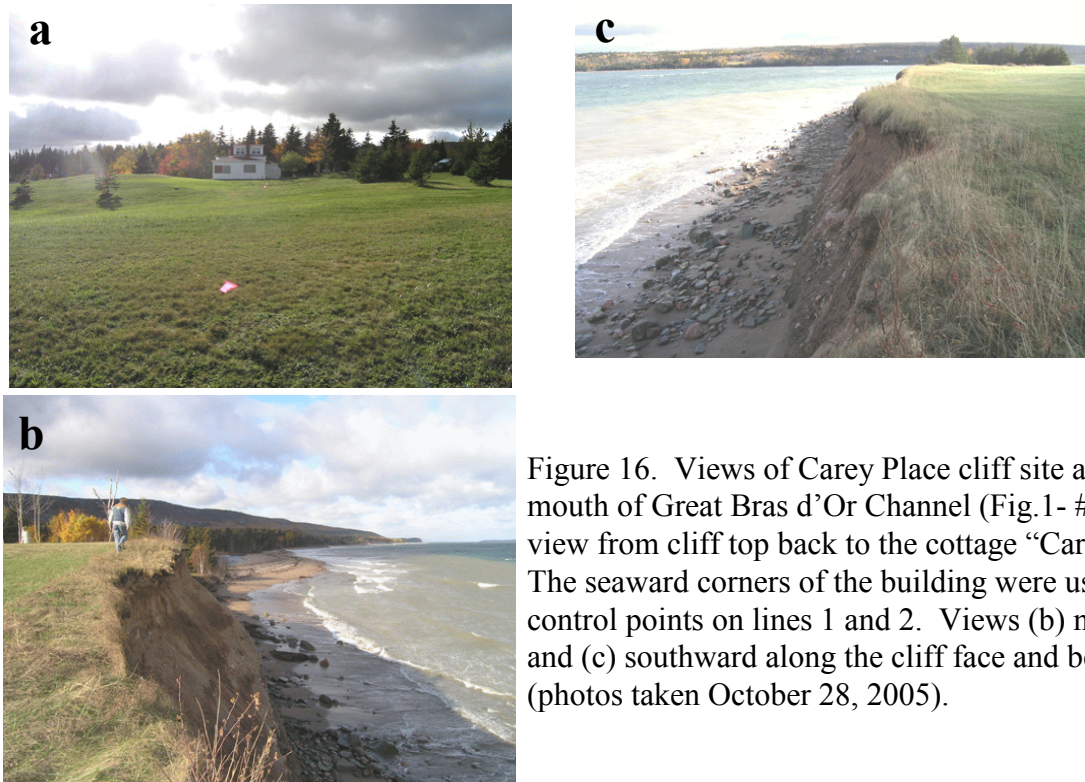 a
c
b
Figure 16. Views of Carey Place cliff site a
mouth of Great Bras d’Or Channel (Fig.1- #
view from cliff top back to the cottage “Car
The seaward corners of the building were us
control points on lines 1 and 2. Views (b) n
and (c) southward along the cliff face and be
(photos taken October 28, 2005).